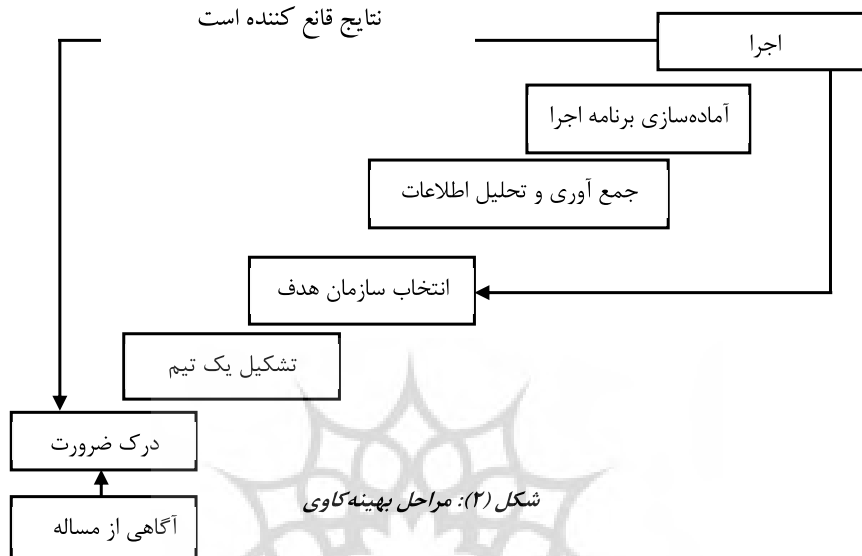 نتایج قانع کننده است
اجرا
آماده‌سازی برنامه اجرا
جمع آوری و تحلیل اطلاعات
انتخاب سازمان هدف
تشکیل یک تیم
درک ضرورت
آگاهی از مساله
شکل (۲): مراحل بهینه‌کاوی